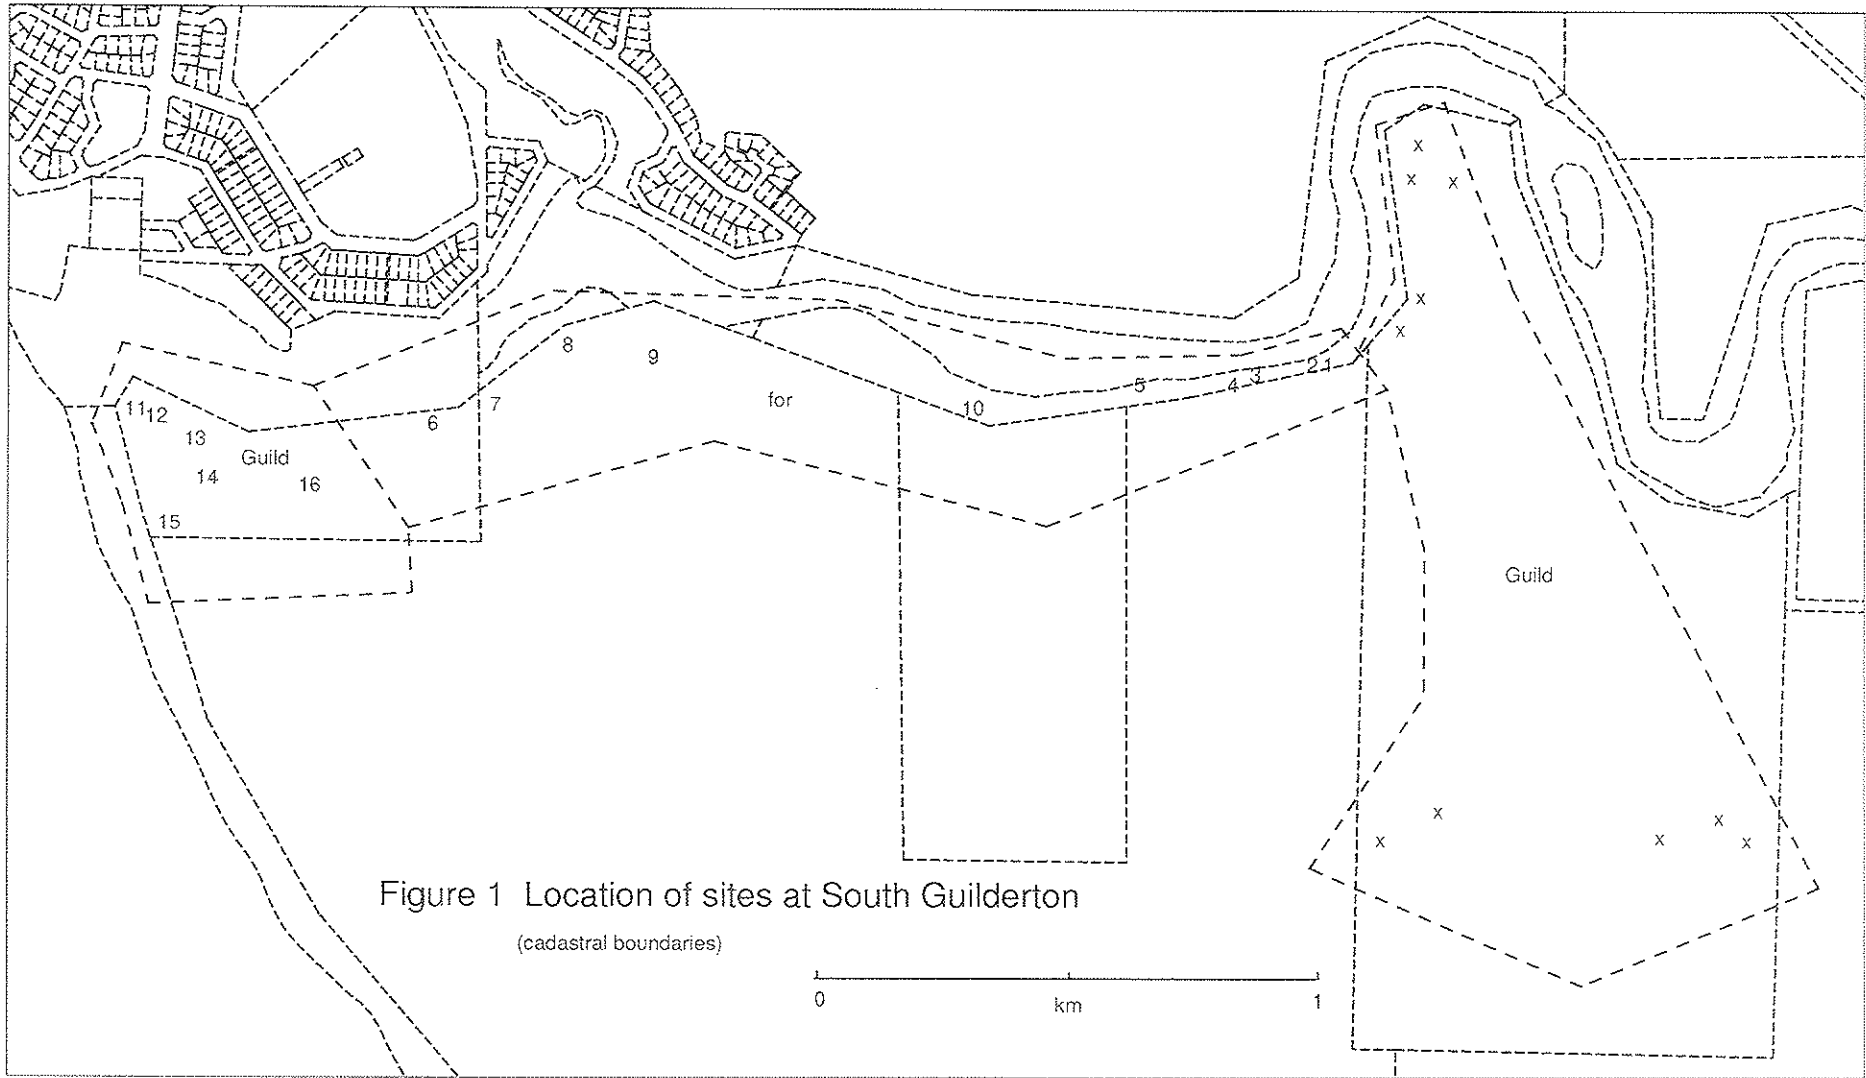 x
x
x
x
x
8
9
2 1
3
4
5
for
10
7
6
11
12
13
Guild
14
16
15
Guild
x
x
x
x
x
Figure 1 Location of sites at South Guilderton
(cadastral boundaries)
0
km
1